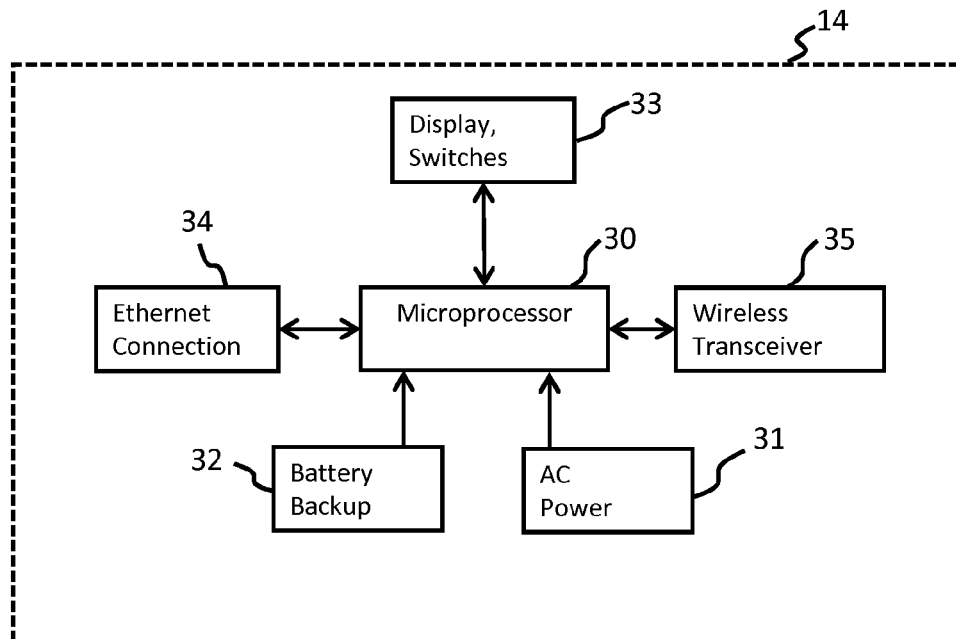 14
Display,
Switches
33
34
30
35
Ethernet
Connection
Microprocessor
Wireless
Transceiver
32
Battery
Backup
AC
Power
31